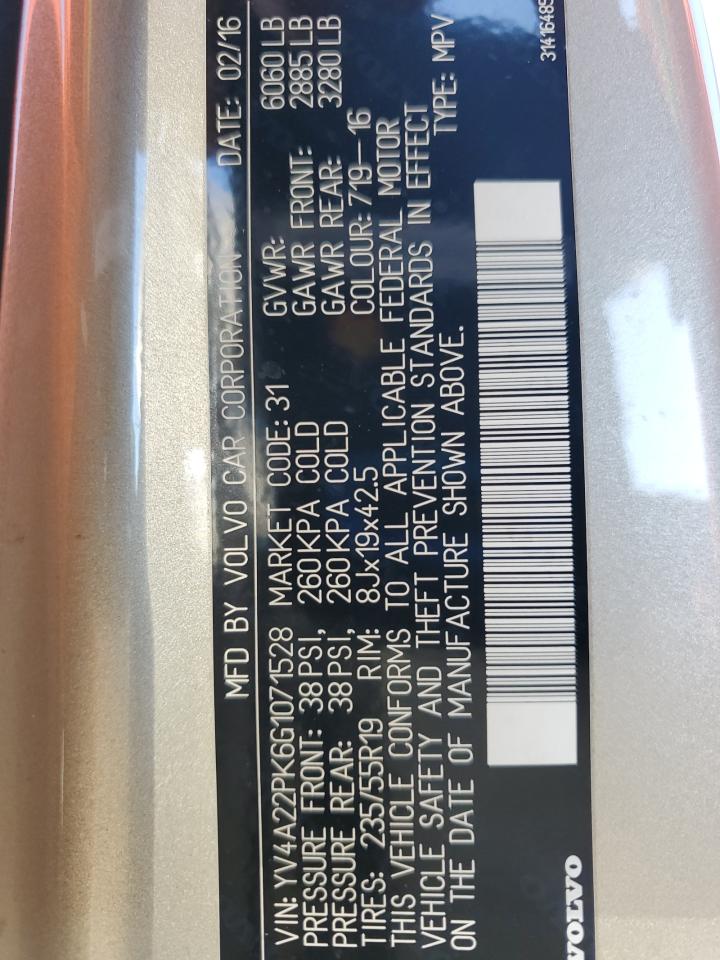 MFD BY VOLVO CAR CORPORATION DATE: 02/16
VIN: YV4A22PK6G1071528 MARKET CODE: 31 GVWR: 6060 LB
PRESSURE FRONT: 38 PSI, 260 KPA COLD GAWR FRONT: 2885 LB
PRESSURE REAR: 38 PSI, 260 KPA COLD GAWR REAR: 3280 LB
TIRES: 235/55R19 RIM: 8Jx19x42.5 COLOUR: 719—16
THIS VEHICLE CONFORMS TO ALL APPLICABLE FEDERAL MOTOR
VEHICLE SAFETY AND THEFT PREVENTION STANDARDS IN EFFECT
ON THE DATE OF MANUFACTURE SHOWN ABOVE. TYPE: MPV
VOLVO 31416485